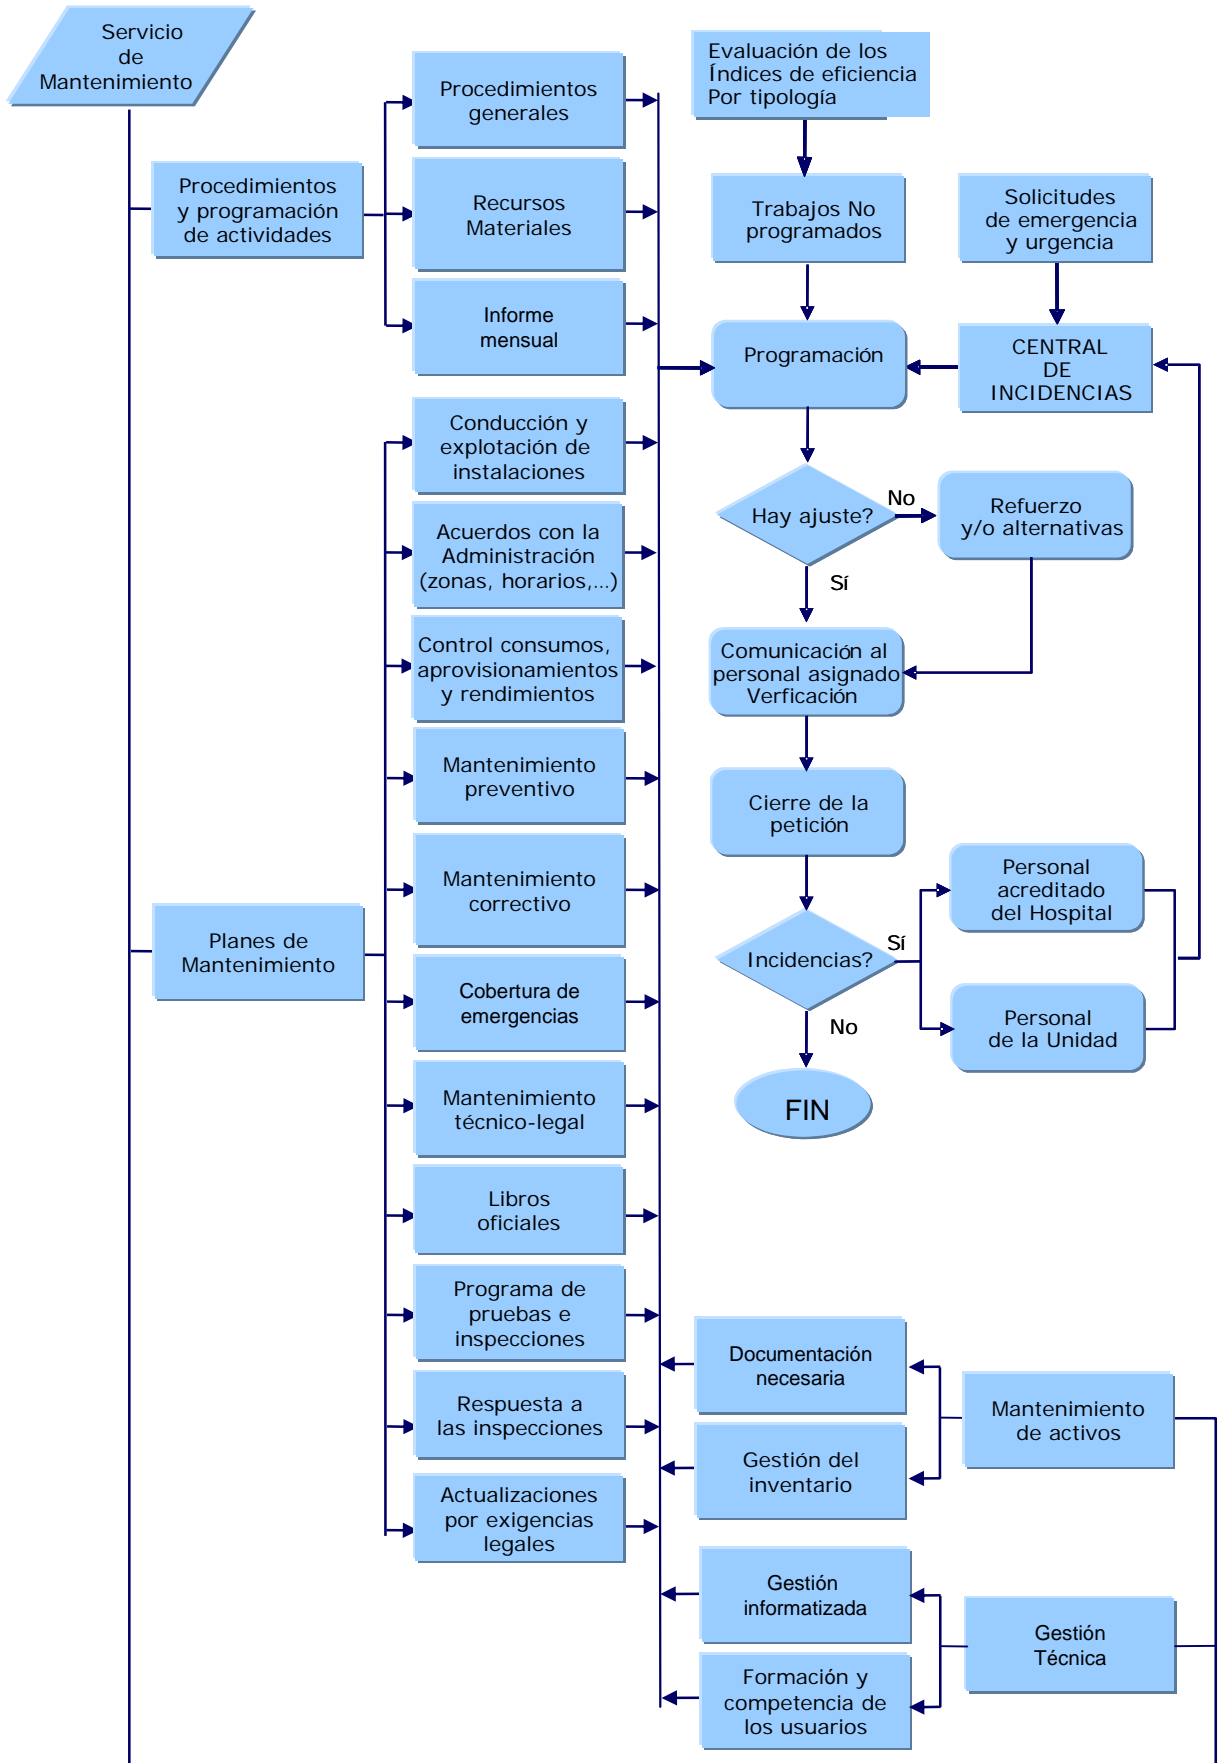 Servicio
de
Mantenimiento
Procedimientos
y programación
de actividades
Procedimientos
generales
Recursos
Materiales
Informe
mensual
Planes de
Mantenimiento
Conducción y
explotación de
instalaciones
Acuerdos con la
Administración
(zonas, horarios,…)
Control consumos,
aprovisionamientos
y rendimientos
Mantenimiento
preventivo
Mantenimiento
correctivo
Cobertura de
emergencias
Mantenimiento
técnico-legal
Libros
oficiales
Programa de
pruebas e
inspecciones
Respuesta a
las inspecciones
Actualizaciones
por exigencias
legales
Evaluación de los
Índices de eficiencia
Por tipología
Trabajos No
programados
Solicitudes
de emergencia
y urgencia
Programación
CENTRAL
DE
INCIDENCIAS
Hay ajuste?
No
Refuerzo
y/o alternativas
Sí
Comunicación al
personal asignado
Verficación
Cierre de la
petición
Incidencias?
Sí
Personal
acreditado
del Hospital
Personal
de la Unidad
No
FIN
Documentación
necesaria
Gestión del
inventario
Mantenimiento
de activos
Gestión
informatizada
Formación y
competencia de
los usuarios
Gestión
Técnica